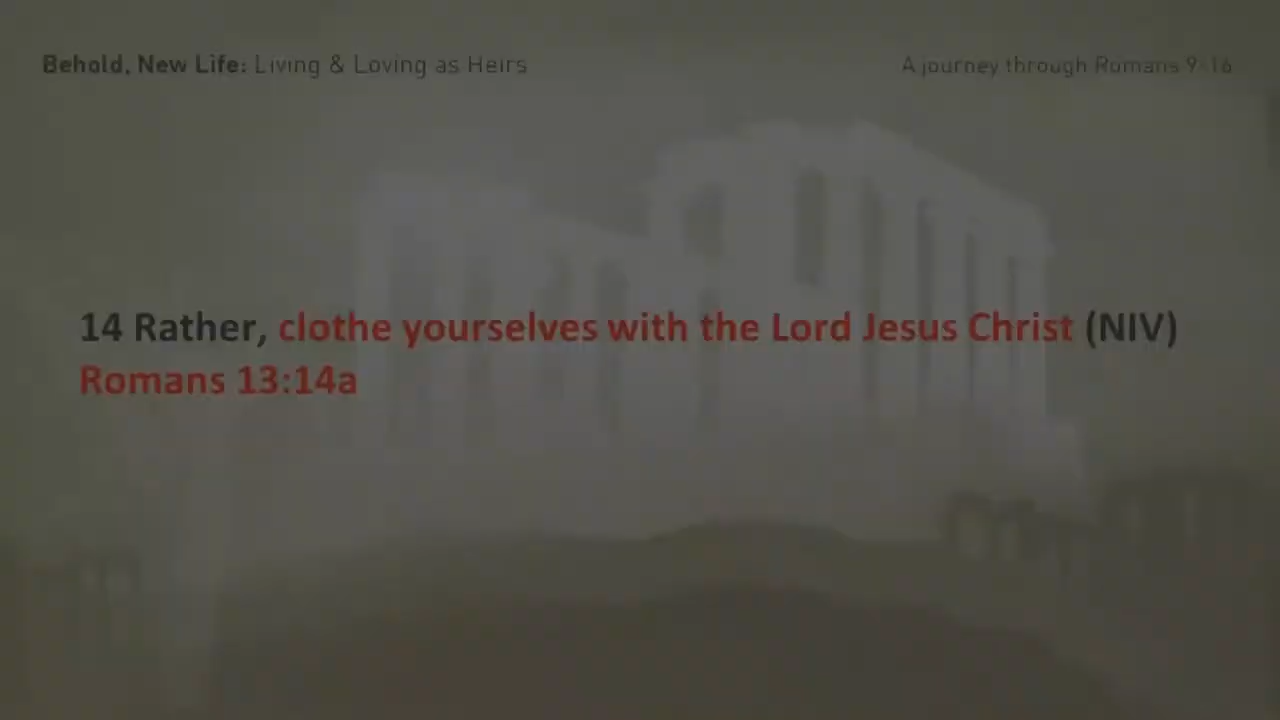 Behold, New Life: Living & Loving as Heirs
A journey through Romans 9-16
14 Rather, clothe yourselves with the Lord Jesus Christ (NIV)
Romans 13:14a